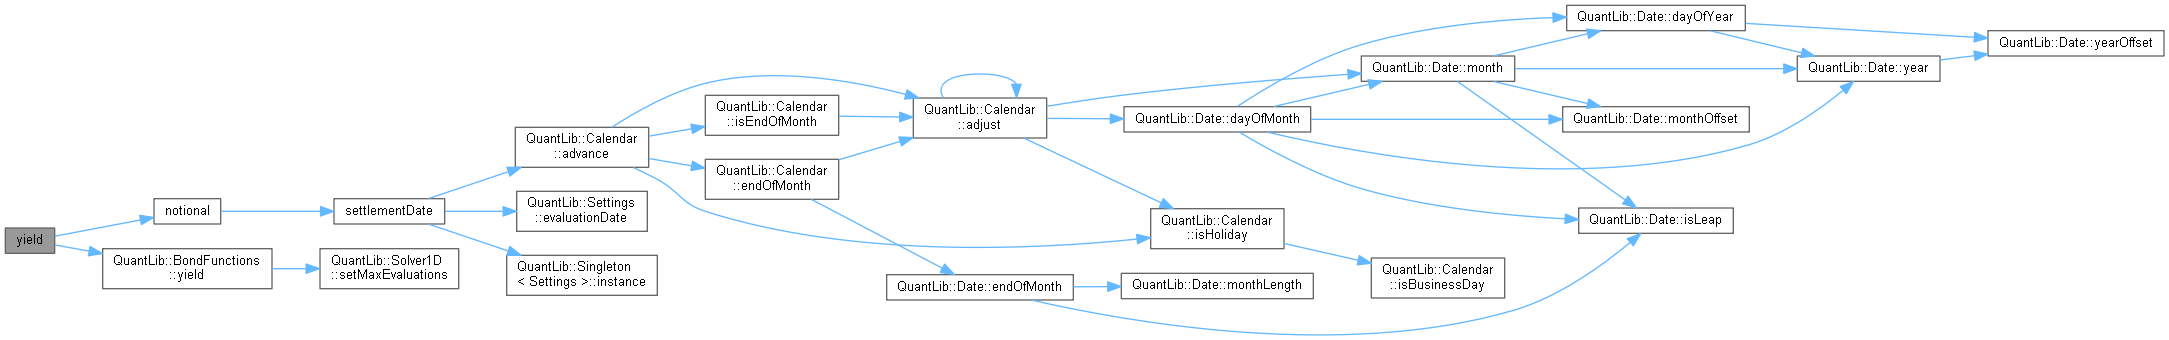 yield
notional
QuantLib::BondFunctions
::yield
settlementDate
QuantLib::Solver1D
::setMaxEvaluations
QuantLib::Calendar
::advance
QuantLib::Settings
::evaluationDate
QuantLib::Singleton
< Settings >::instance
QuantLib::Calendar
::isEndOfMonth
QuantLib::Calendar
::endOfMonth
QuantLib::Calendar
::adjust
QuantLib::Date::endOfMonth
QuantLib::Date::dayOfMonth
QuantLib::Calendar
::isHoliday
QuantLib::Date::monthLength
QuantLib::Date::month
QuantLib::Calendar
::isBusinessDay
QuantLib::Date::dayOfYear
QuantLib::Date::monthOffset
QuantLib::Date::isLeap
QuantLib::Date::year
QuantLib::Date::yearOffset